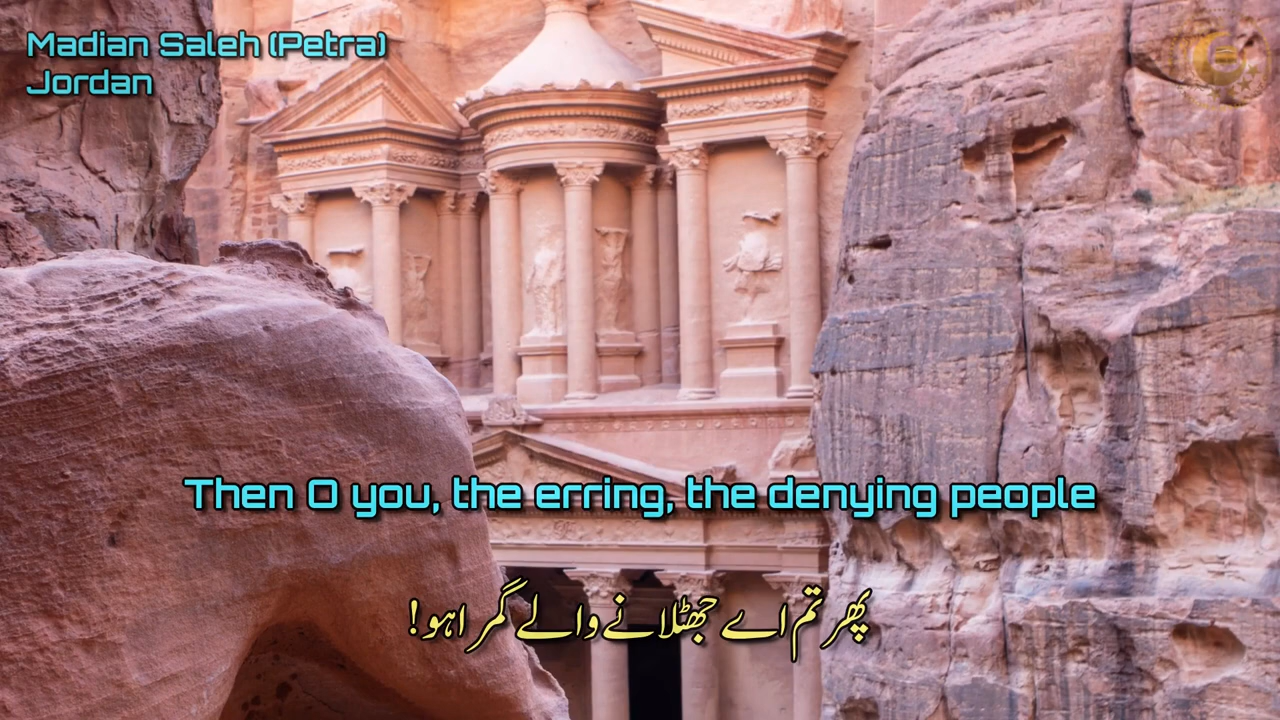 Madian Saleh (Petra)
Jordan
Then O you, the erring, the denying people
پھر تم اے جھٹلانے والے گمراہو!